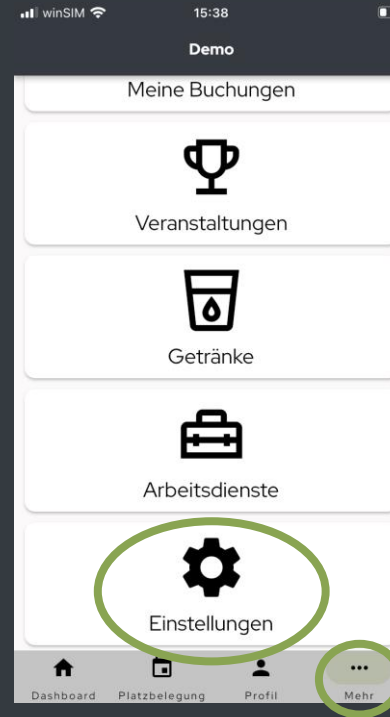 winSIM 15:38
Demo
Meine Buchungen
Veranstaltungen
Getränke
Arbeitsdienste
Einstellungen
Dashboard Platzbelegung Profil Mehr